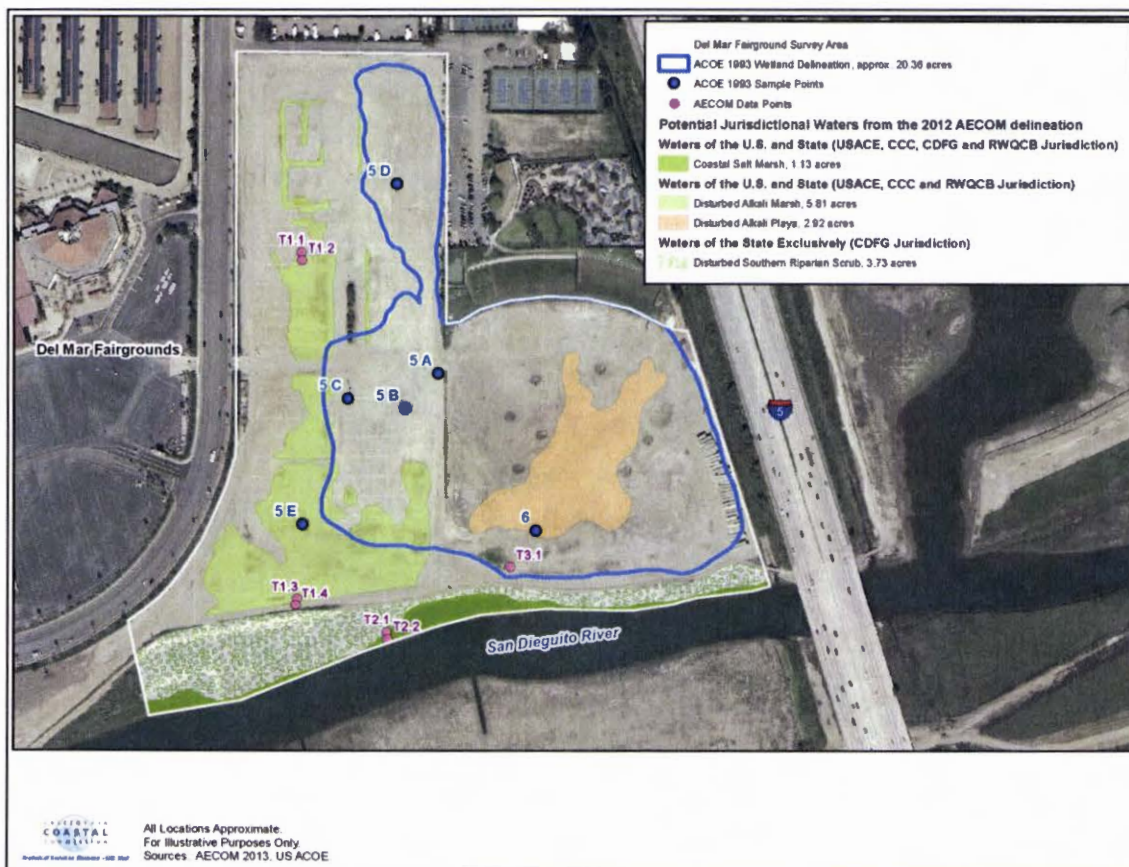 Del Mar Fairground Survey Area
ACOE 1993 Wetland Delineation, approx. 20.36 acres
ACOE 1993 Sample Points
AECOM Data Points
Potential Jurisdictional Waters from the 2012 AECOM delineation
Waters of the U.S. and State (USACE, CCC, CDFG and RWQCB Jurisdiction)
Coastal Salt Marsh, 1.13 acres
Waters of the U.S. and State (USACE, CCC and RWQCB Jurisdiction)
Disturbed Alkali Marsh, 5.81 acres
Disturbed Alkali Playa, 2.92 acres
Waters of the State Exclusively (CDFG Jurisdiction)
Disturbed Southern Riparian Scrub, 3.73 acres
5 D
T1.1
T1.2
Del Mar Fairgrounds
5 A
5 C
5 B
5
5 E
6
T3.1
T1.3
T1.4
T2.1
T2.2
San Dieguito River
COASTAL
All Locations Approximate.
For Illustrative Purposes Only.
Sources: AECOM 2013, US ACOE